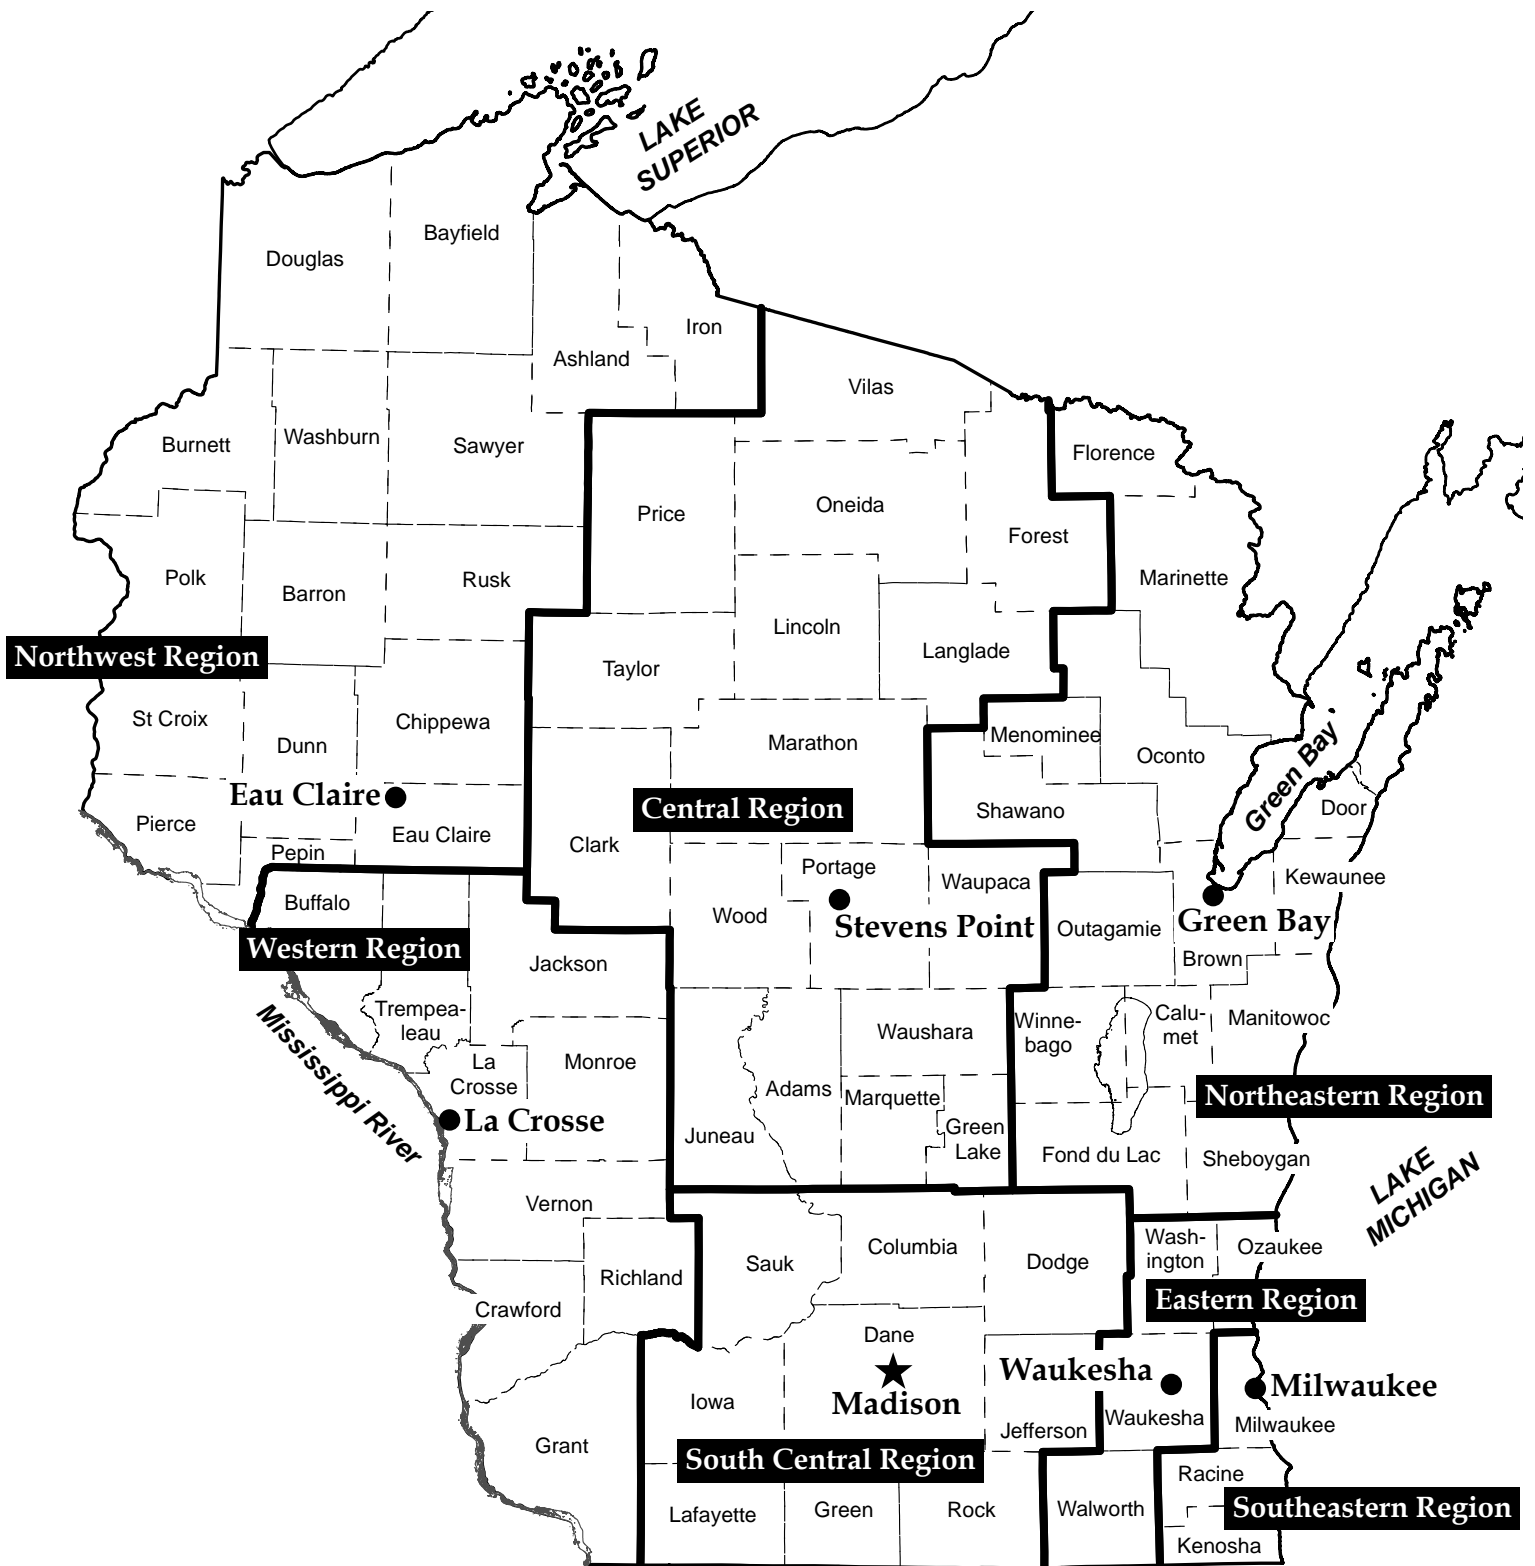 LAKE
SUPERIOR
Bayfield
Douglas
Iron
Ashland
Vilas
Burnett
Washburn
Sawyer
Florence
Price
Oneida
Forest
Polk
Barron
Rusk
Marinette
Lincoln
Langlade
Northwest Region
Taylor
St Croix
Chippewa
Dunn
Marathon
Menominee
Oconto
Green Bay
Eau Claire
Central Region
Shawano
Door
Pierce
Eau Claire
Clark
Pepin
Portage
Waupaca
Kewaunee
Buffalo
Wood
Stevens Point
Outagamie
Green Bay
Western Region
Jackson
Brown
Trempea-
leau
Mississippi River
Waushara
Winne-
bago
Calu-
met
Manitowoc
La
Crosse
Monroe
Adams
Marquette
Northeastern Region
La Crosse
Juneau
Green
Lake
Fond du Lac
Sheboygan
LAKE
MICHIGAN
Vernon
Wash-
ington
Ozaukee
Sauk
Columbia
Dodge
Richland
Crawford
Eastern Region
Dane
Waukesha
Milwaukee
Iowa
Madison
Waukesha
Milwaukee
Jefferson
Grant
South Central Region
Racine
Lafayette
Green
Rock
Walworth
Southeastern Region
Kenosha